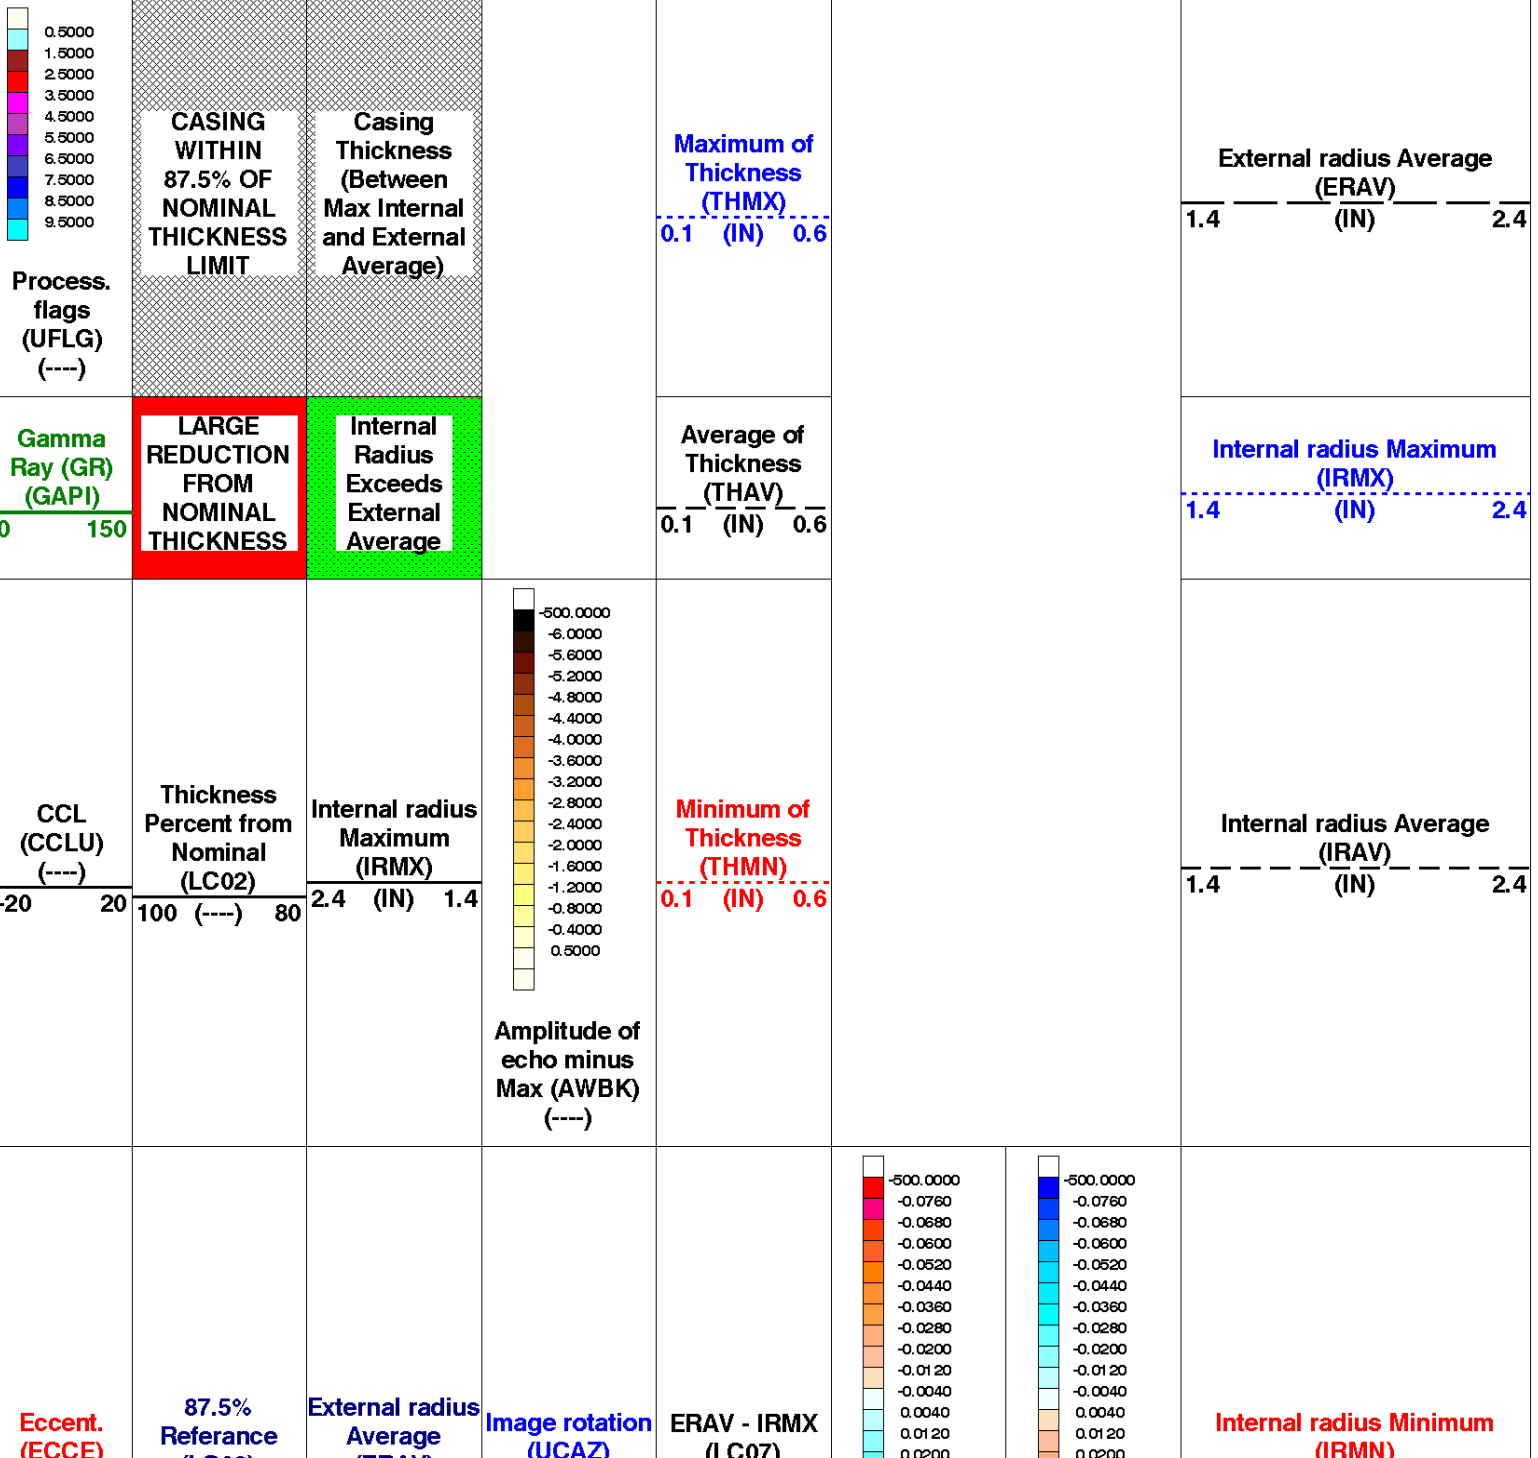 0.5000
1.5000
2.5000
3.5000
4.5000
5.5000
6.5000
7.5000
8.5000
9.5000
Process.
flags
(UFLG)
(----)
CASING
WITHIN
87.5% OF
NOMINAL
THICKNESS
LIMIT
Casing
Thickness
(Between
Max Internal
and External
Average)
Maximum of
Thickness
(THMX)
0.1 (IN) 0.6
External radius Average
(ERAV)
1.4 (IN) 2.4
Gamma
Ray (GR)
(GAPI)
0 150
LARGE
REDUCTION
FROM
NOMINAL
THICKNESS
Internal
Radius
Exceeds
External
Average
Average of
Thickness
(THAV)
0.1 (IN) 0.6
Internal radius Maximum
(IRMX)
1.4 (IN) 2.4
CCL
(CCLU)
(----)
-20 20
Thickness
Percent from
Nominal
(LC02)
100 (----) 80
Internal radius
Maximum
(IRMX)
2.4 (IN) 1.4
-500.0000
-6.0000
-5.6000
-5.2000
-4.8000
-4.4000
-4.0000
-3.6000
-3.2000
-2.8000
-2.4000
-2.0000
-1.6000
-1.2000
-0.8000
-0.4000
0.5000
Amplitude of
echo minus
Max (AWBK)
(----)
Minimum of
Thickness
(THMN)
0.1 (IN) 0.6
Internal radius Average
(IRAV)
1.4 (IN) 2.4
Eccent.
(ECCE)
87.5%
Referance
External radius
Average
(ERAV)
Image rotation
(UCAZ)
ERAV - IRMX
(LC07)
-500.0000
-0.0760
-0.0680
-0.0600
-0.0520
-0.0440
-0.0360
-0.0280
-0.0200
-0.0120
-0.0040
0.0040
0.0120
0.0200
-500.0000
-0.0760
-0.0680
-0.0600
-0.0520
-0.0440
-0.0360
-0.0280
-0.0200
-0.0120
-0.0040
0.0040
0.0120
0.0200
Internal radius Minimum
(IRMN)